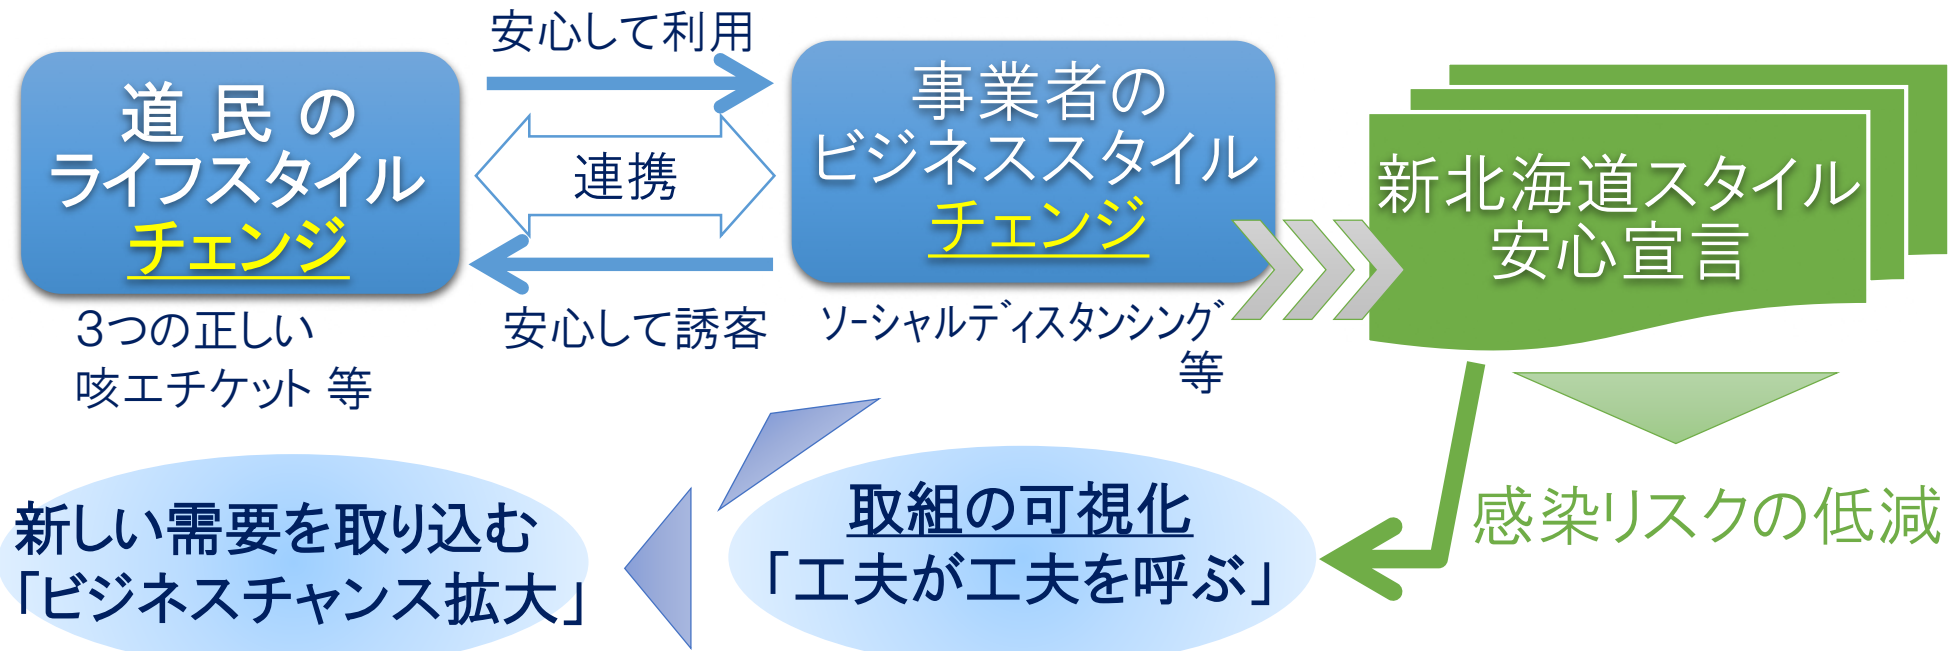 安心して利用
道 民 の
ライフスタイル
チェンジ
連携
安心して誘客
3つの正しい
咳エチケット 等
事業者の
ビジネススタイル
チェンジ
ソーシャルディスタンシング
等
新北海道スタイル
安心宣言
感染リスクの低減
取組の可視化
「工夫が工夫を呼ぶ」
新しい需要を取り込む
「ビジネスチャンス拡大」